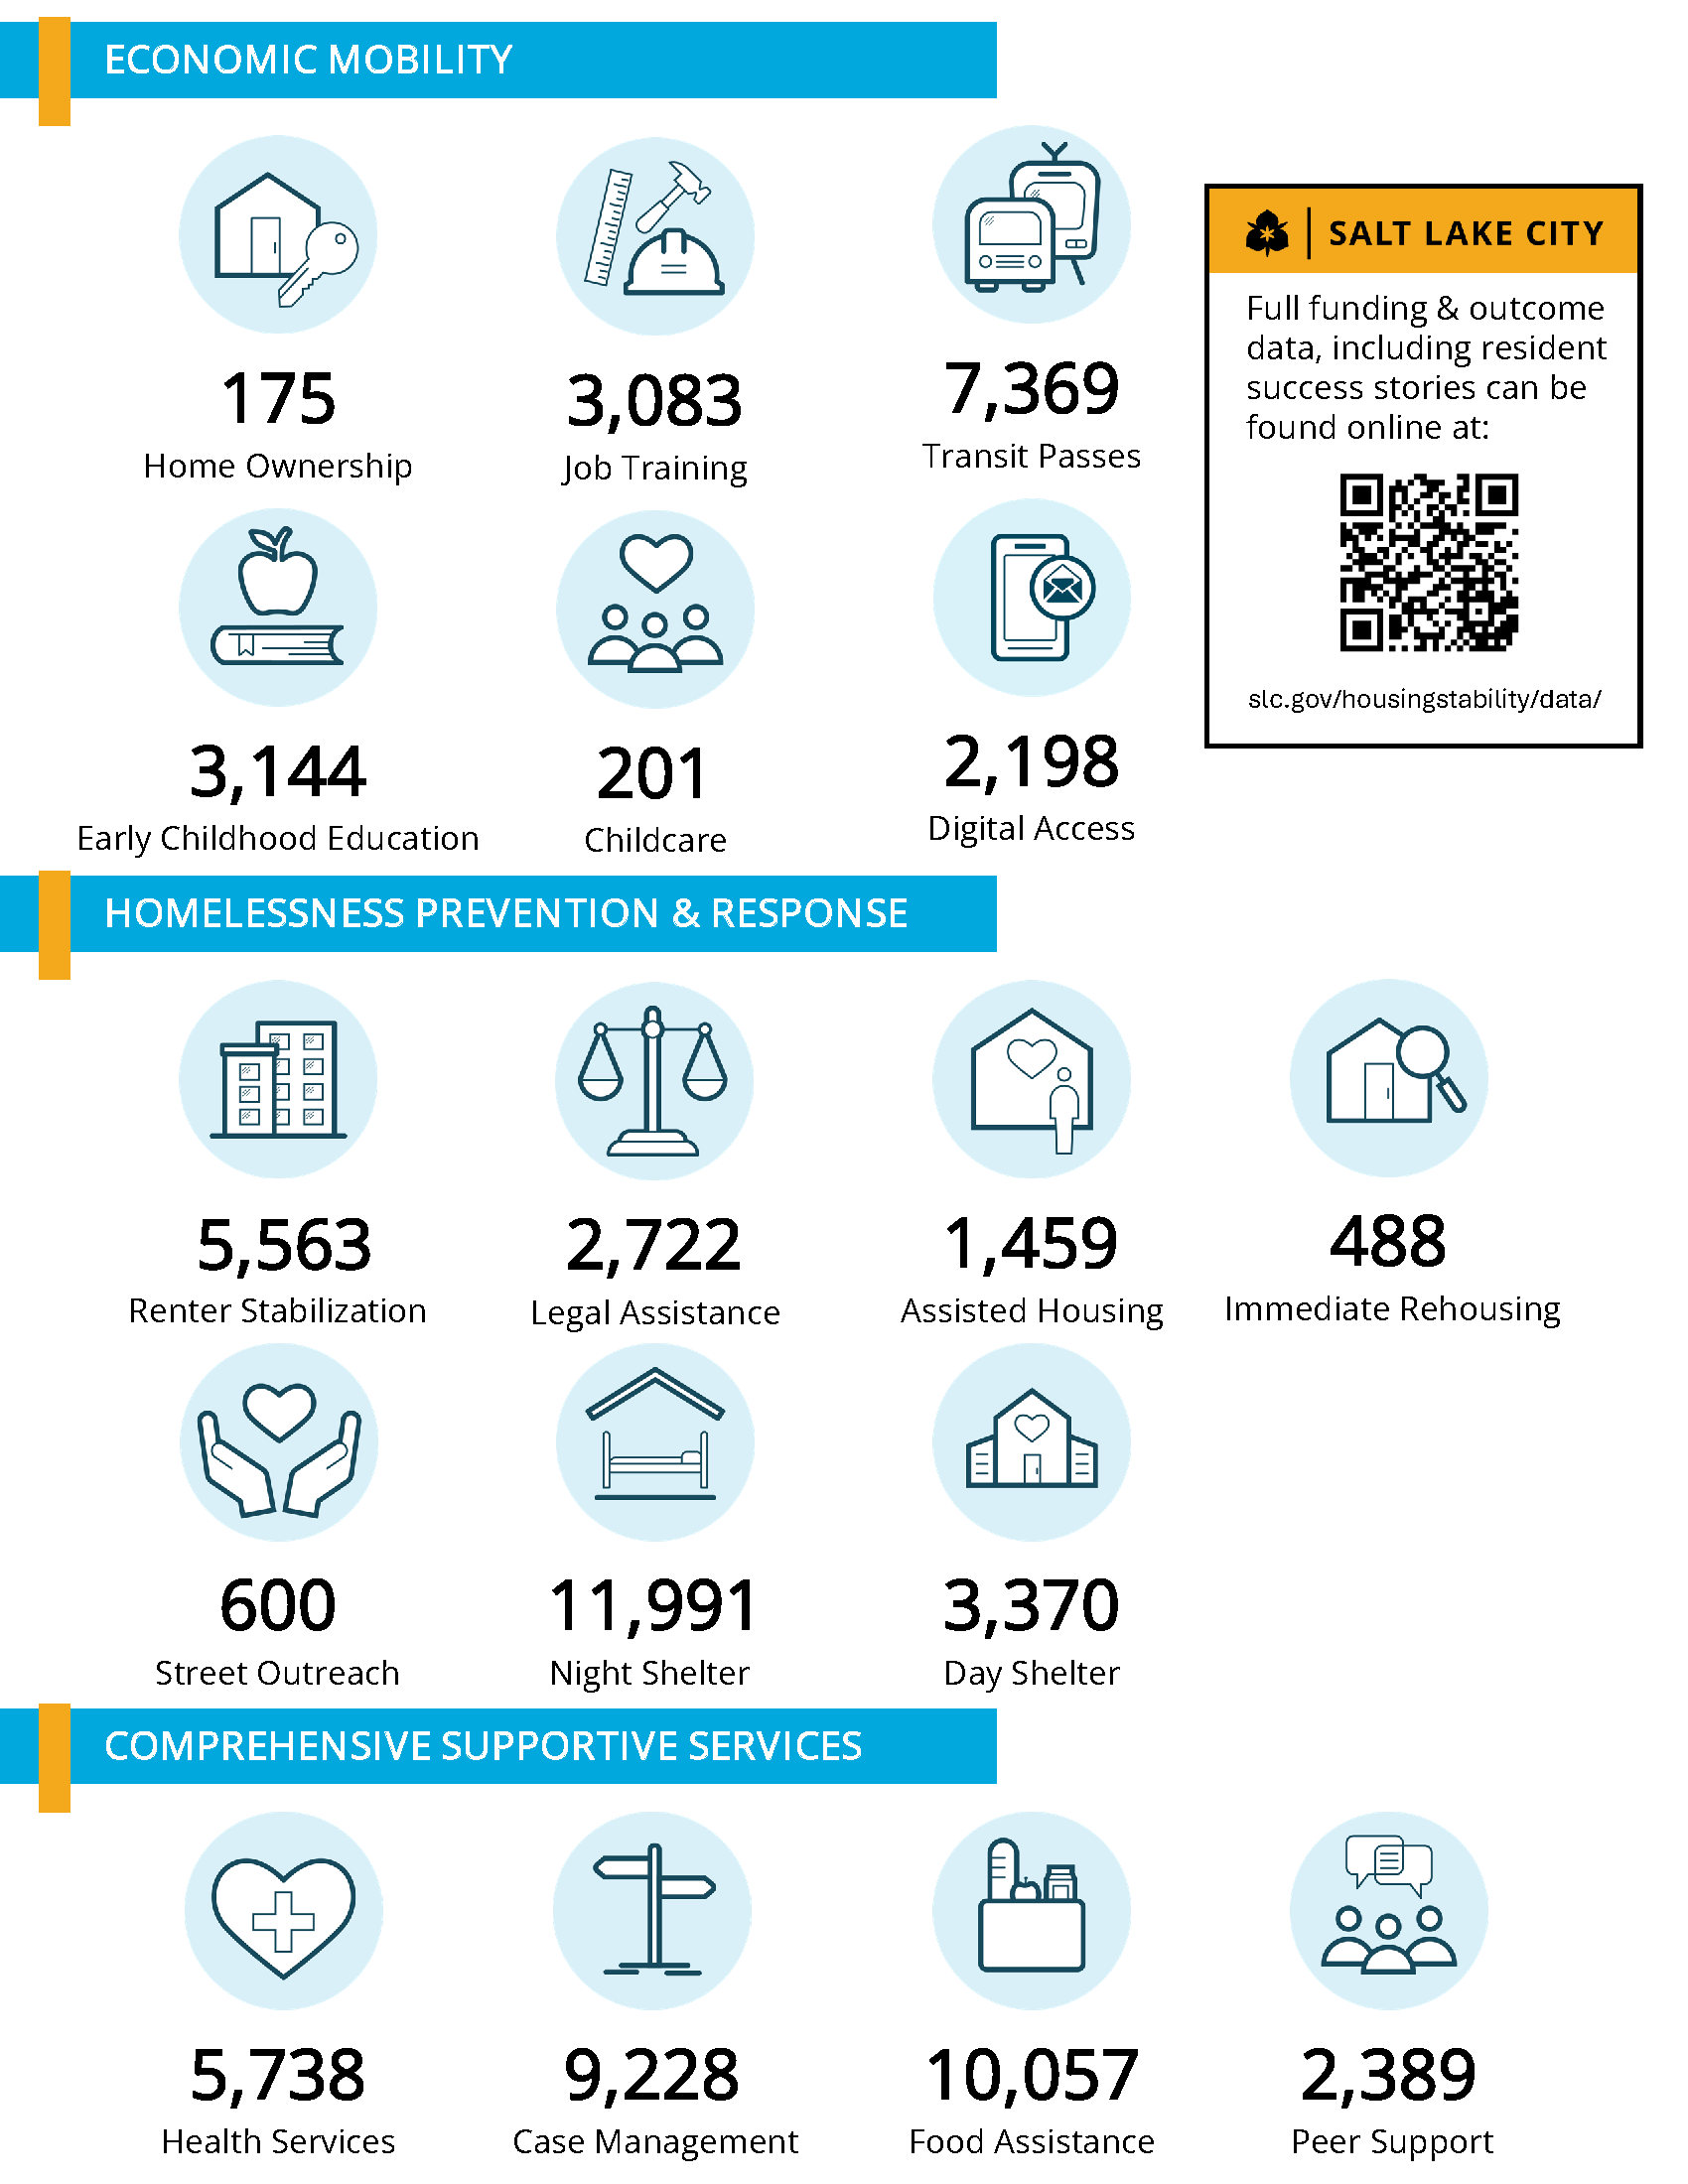 ECONOMIC MOBILITY
175
Home Ownership
3,083
Job Training
7,369
Transit Passes
SALT LAKE CITY
Full funding & outcome
data, including resident
success stories can be
found online at:
slc.gov/housingstability/data/
3,144
Early Childhood Education
201
Childcare
2,198
Digital Access
HOMELESSNESS PREVENTION & RESPONSE
5,563
Renter Stabilization
2,722
Legal Assistance
1,459
Assisted Housing
488
Immediate Rehousing
600
Street Outreach
11,991
Night Shelter
3,370
Day Shelter
COMPREHENSIVE SUPPORTIVE SERVICES
5,738
Health Services
9,228
Case Management
10,057
Food Assistance
2,389
Peer Support